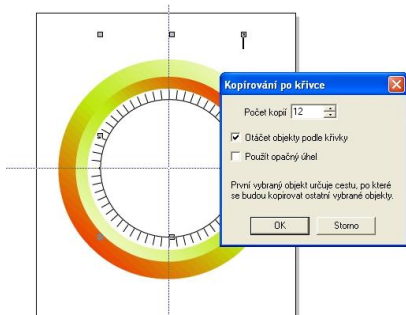 Kopírování po křivce
Počet kopií 12
Otáčet objekty podle křivky
Použít opačný úhel
První vybraný objekt určuje cestu, po které
se budou kopírovat ostatní vybrané objekty.
OK Storno